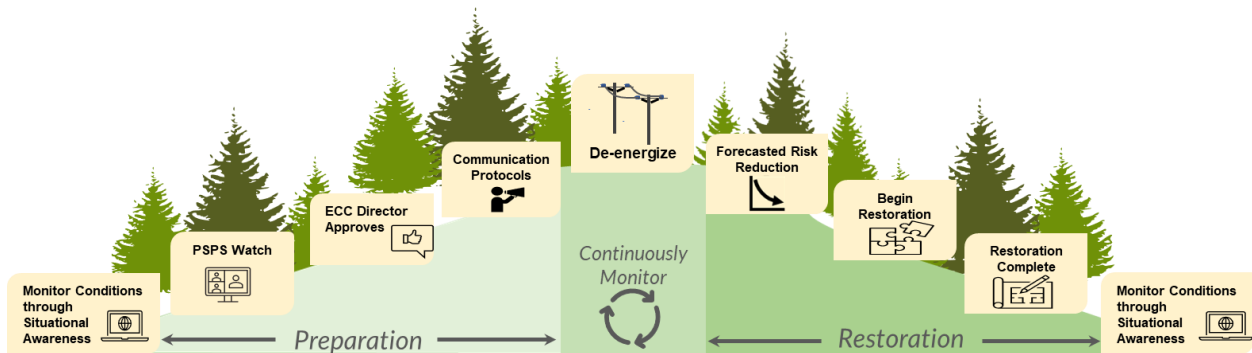 Monitor Conditions
through
Situational
Awareness
PSPS Watch
ECC Director
Approves
Communication
Protocols
De-energize
Forecasted Risk
Reduction
Begin
Restoration
Restoration
Complete
Monitor Conditions
through
Situational
Awareness
Preparation
Continuously
Monitor
Restoration